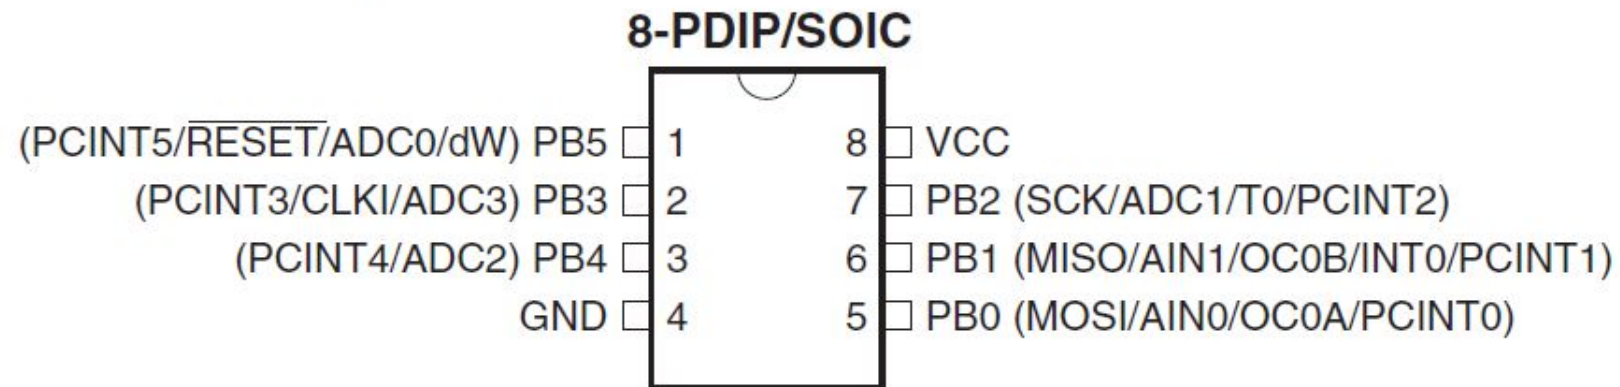 8-PDIP/SOIC
(PCINT5/RESET/ADC0/dW) PB5 1 8 VCC
(PCINT3/CLKI/ADC3) PB3 2 7 PB2 (SCK/ADC1/T0/PCINT2)
(PCINT4/ADC2) PB4 3 6 PB1 (MISO/AIN1/OC0B/INT0/PCINT1)
GND 4 5 PB0 (MOSI/AIN0/OC0A/PCINT0)